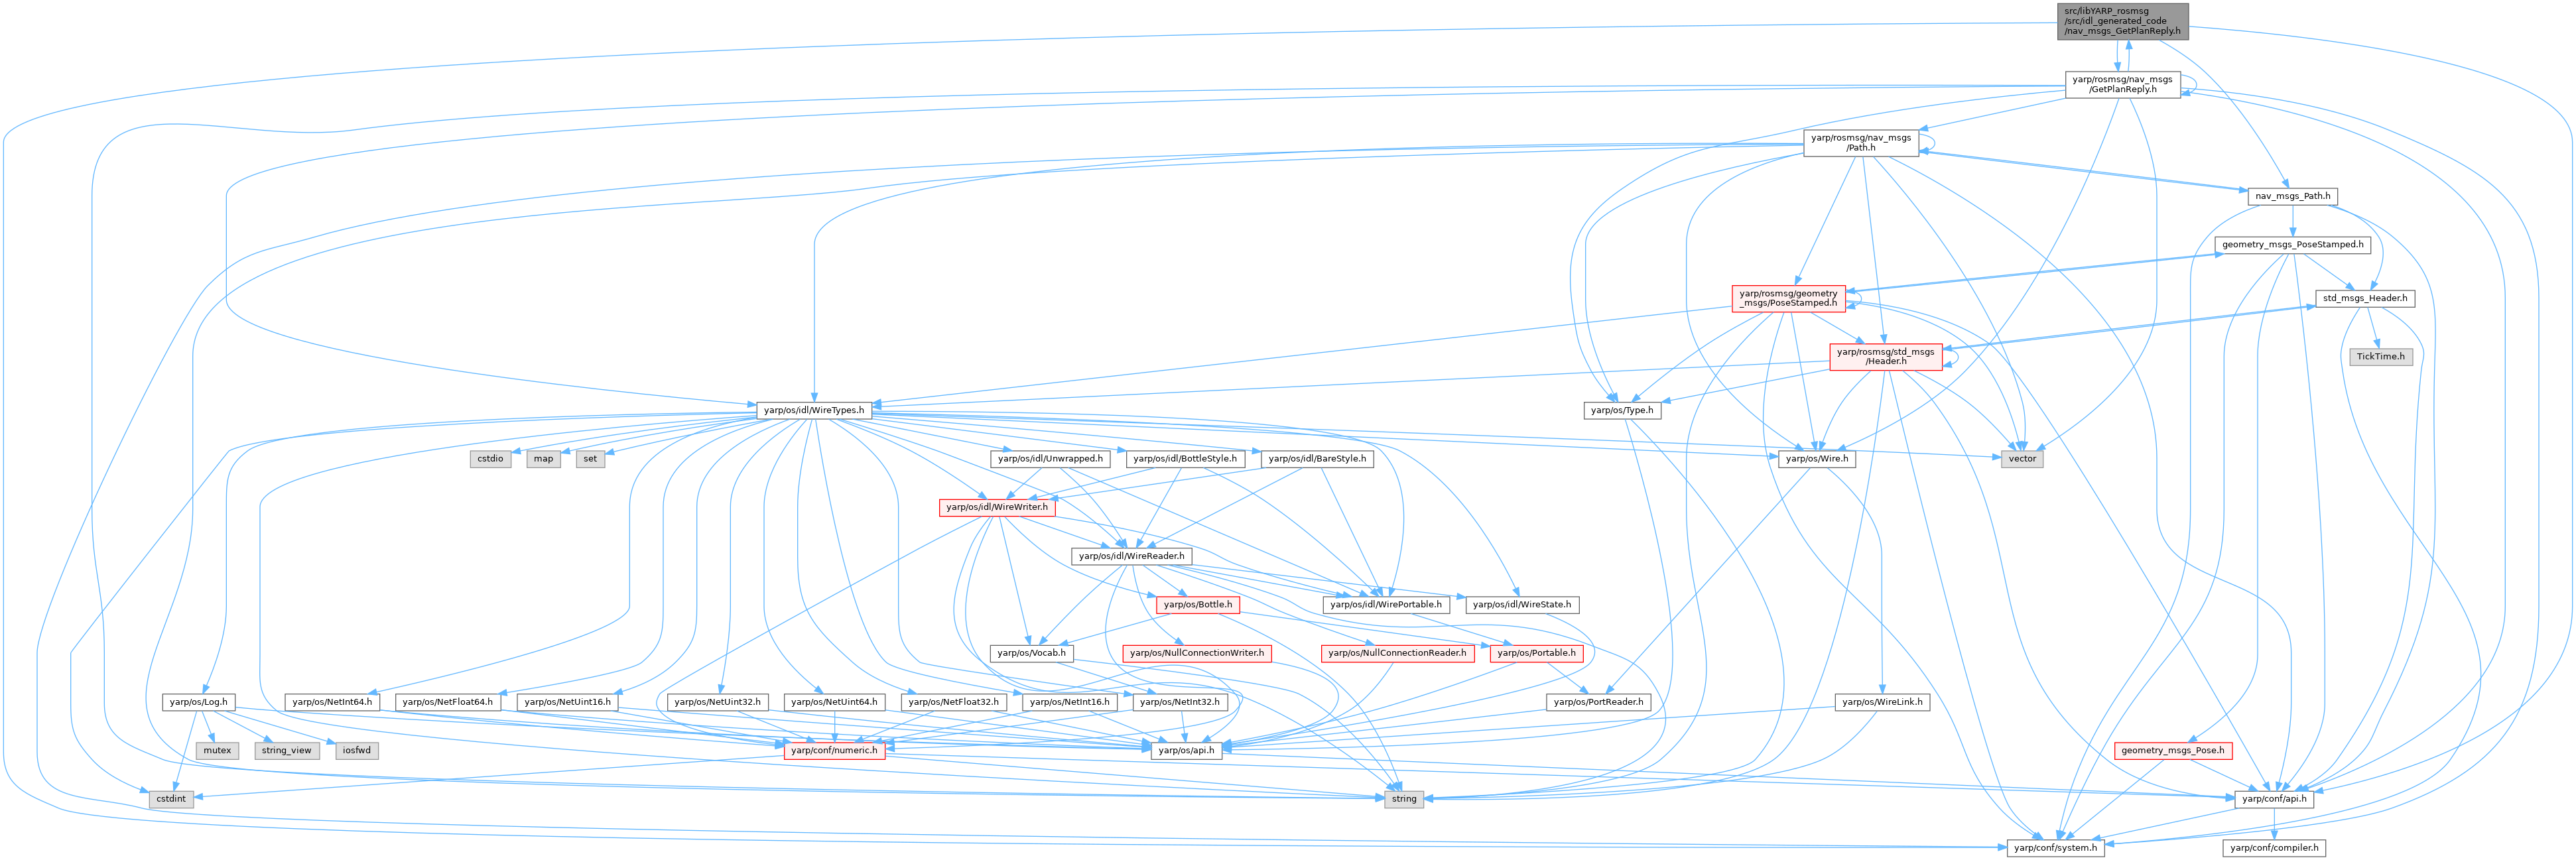 src/libYARP_rosmsg
/src/idl_generated_code
/nav_msgs_GetPlanReply.h
yarp/rosmsg/nav_msgs
/GetPlanReply.h
yarp/rosmsg/nav_msgs
/Path.h
nav_msgs_Path.h
geometry_msgs_PoseStamped.h
yarp/rosmsg/geometry
_msgs/PoseStamped.h
std_msgs_Header.h
yarp/rosmsg/std_msgs
/Header.h
TickTime.h
yarp/os/idl/WireTypes.h
yarp/os/Type.h
cstdio
map
set
yarp/os/idl/Unwrapped.h
yarp/os/idl/BottleStyle.h
yarp/os/idl/BareStyle.h
yarp/os/Wire.h
vector
yarp/os/idl/WireWriter.h
yarp/os/idl/WireReader.h
yarp/os/Bottle.h
yarp/os/idl/WirePortable.h
yarp/os/idl/WireState.h
yarp/os/Vocab.h
yarp/os/NullConnectionWriter.h
yarp/os/NullConnectionReader.h
yarp/os/Portable.h
yarp/os/Log.h
yarp/os/NetInt64.h
yarp/os/NetFloat64.h
yarp/os/NetUint16.h
yarp/os/NetUint32.h
yarp/os/NetUint64.h
yarp/os/NetFloat32.h
yarp/os/NetInt16.h
yarp/os/NetInt32.h
yarp/os/PortReader.h
yarp/os/WireLink.h
mutex
string_view
iosfwd
yarp/conf/numeric.h
yarp/os/api.h
geometry_msgs_Pose.h
cstdint
string
yarp/conf/api.h
yarp/conf/system.h
yarp/conf/compiler.h